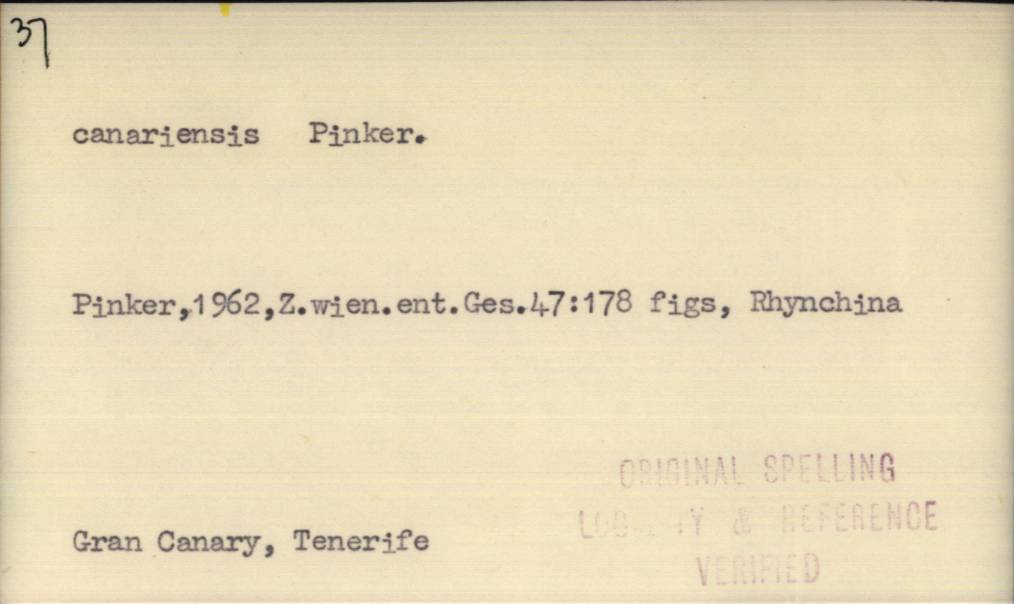 37
canariensis Pinker.
Pinker,1962,Z.wien.ent.Ges.47:178 figs, Rhynchina
Gran Canary, Tenerife
ORIGINAL SPELLING
& REFERENCE
VERIFIED